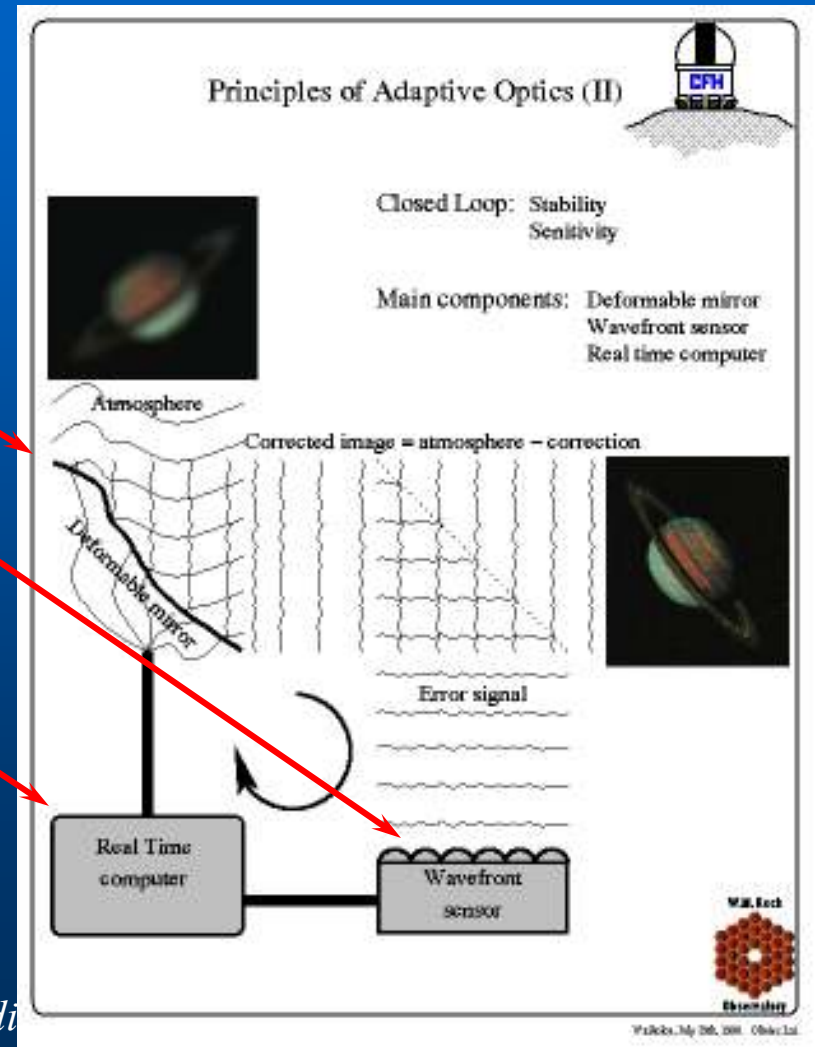 Principles of Adaptive Optics (II)
CFH
Closed Loop: Stability
Senitivity
Main components: Deformable mirror
Wavefront sensor
Real time computer
Atmosphere
Corrected image = atmosphere - correction
Deformable mirror
Error signal
Real Time
computer
Wavefront
sensor
W.M. Keck
Observatory